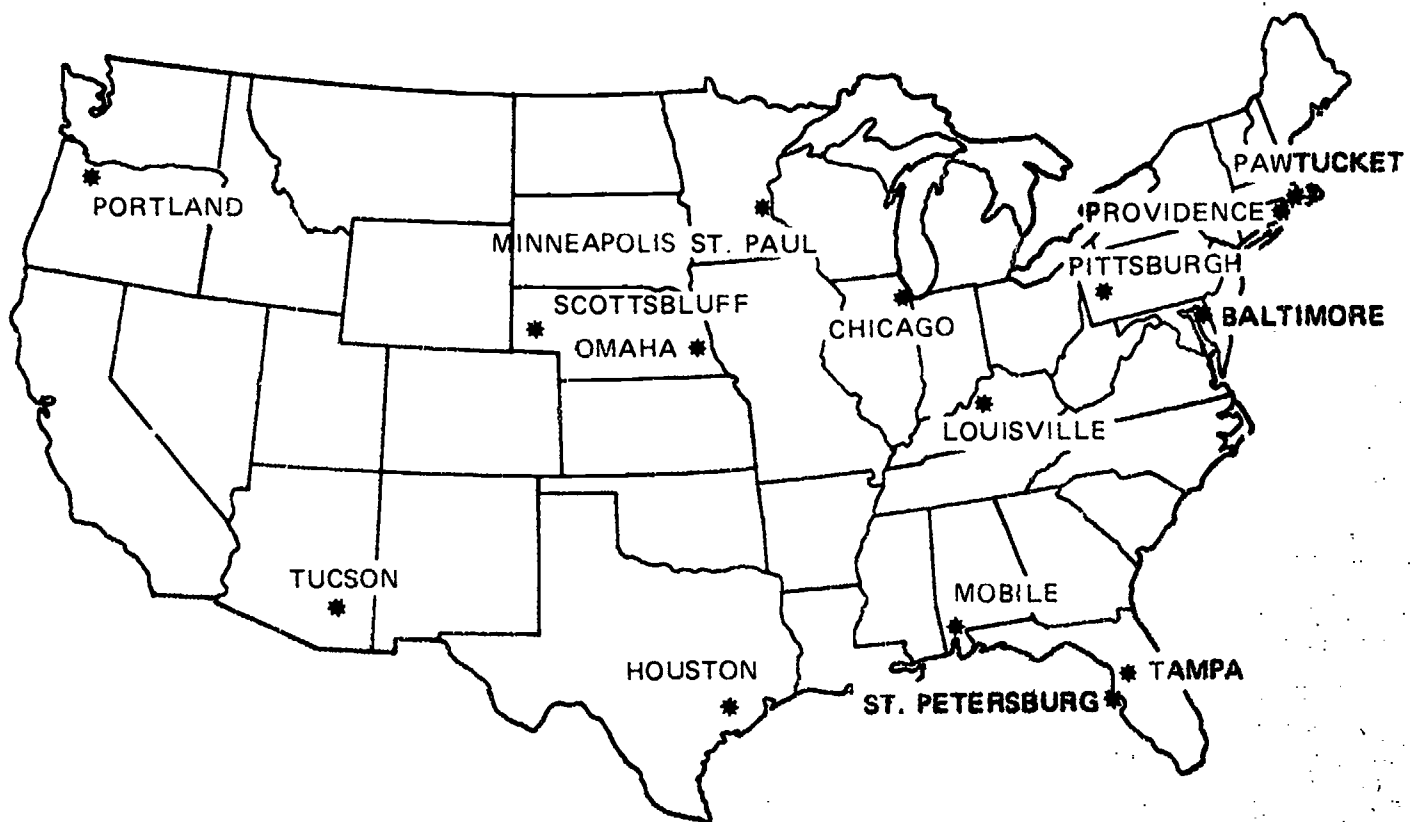 PAWTUCKET
PORTLAND
PROVIDENCE
MINNEAPOLIS ST. PAUL
PITTSBURGH
SCOTTSBLUFF
BALTIMORE
CHICAGO
OMAHA
LOUISVILLE
TUCSON
MOBILE
HOUSTON
TAMPA
ST. PETERSBURG